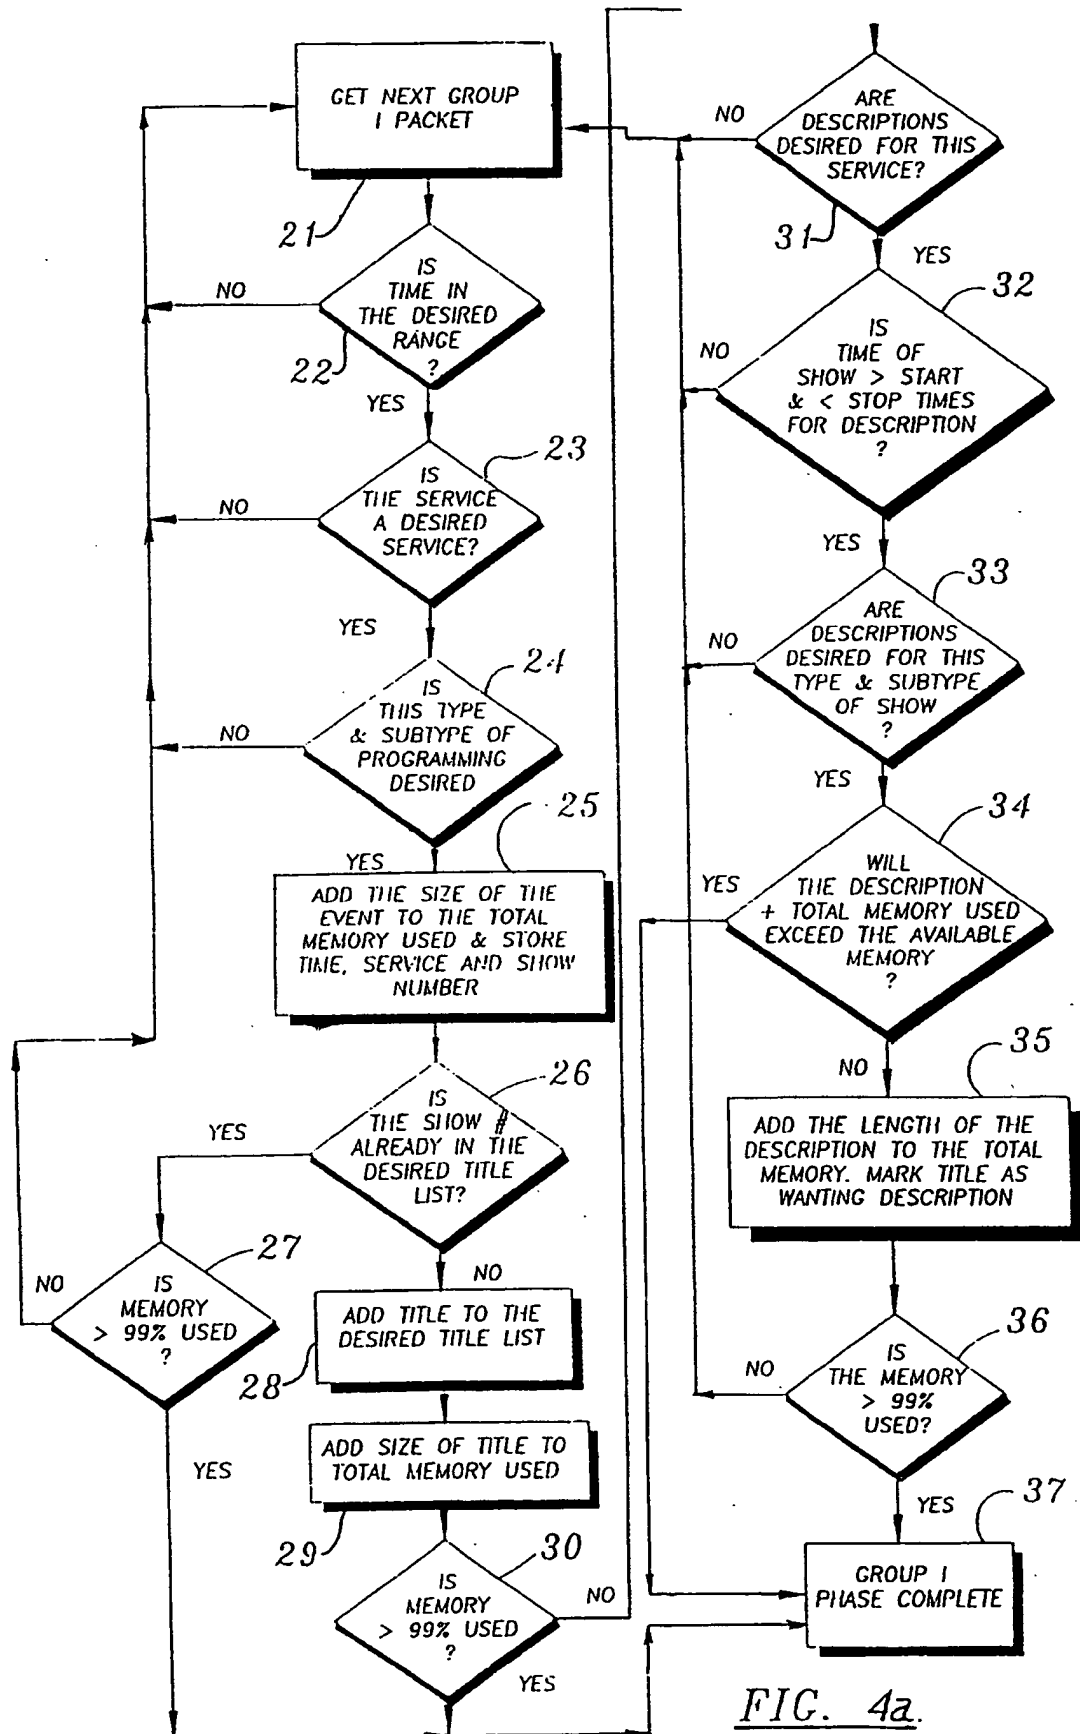 GET NEXT GROUP
1 PACKET
21
IS
TIME IN
THE DESIRED
RANGE
?
22
NO
YES
IS
THE SERVICE
A DESIRED
SERVICE?
23
NO
YES
IS
THIS TYPE
& SUBTYPE OF
PROGRAMMING
DESIRED
24
NO
YES
25
ADD THE SIZE OF THE
EVENT TO THE TOTAL
MEMORY USED & STORE
TIME, SERVICE AND SHOW
NUMBER
IS
THE SHOW #
ALREADY IN THE
DESIRED TITLE
LIST?
26
YES
NO
IS
MEMORY
> 99% USED
?
27
NO
YES
ADD TITLE TO THE
DESIRED TITLE LIST
28
ADD SIZE OF TITLE TO
TOTAL MEMORY USED
29
IS
MEMORY
> 99% USED
?
30
NO
YES
ARE
DESCRIPTIONS
DESIRED FOR THIS
SERVICE?
31
NO
YES
IS
TIME OF
SHOW > START
& < STOP TIMES
FOR DESCRIPTION
?
32
NO
YES
ARE
DESCRIPTIONS
DESIRED FOR THIS
TYPE & SUBTYPE
OF SHOW
?
33
NO
YES
WILL
THE DESCRIPTION
+ TOTAL MEMORY USED
EXCEED THE AVAILABLE
MEMORY
?
34
YES
NO
35
ADD THE LENGTH OF THE
DESCRIPTION TO THE TOTAL
MEMORY. MARK TITLE AS
WANTING DESCRIPTION
IS
THE MEMORY
> 99%
USED?
36
NO
YES
37
GROUP 1
PHASE COMPLETE
FIG. 4a.